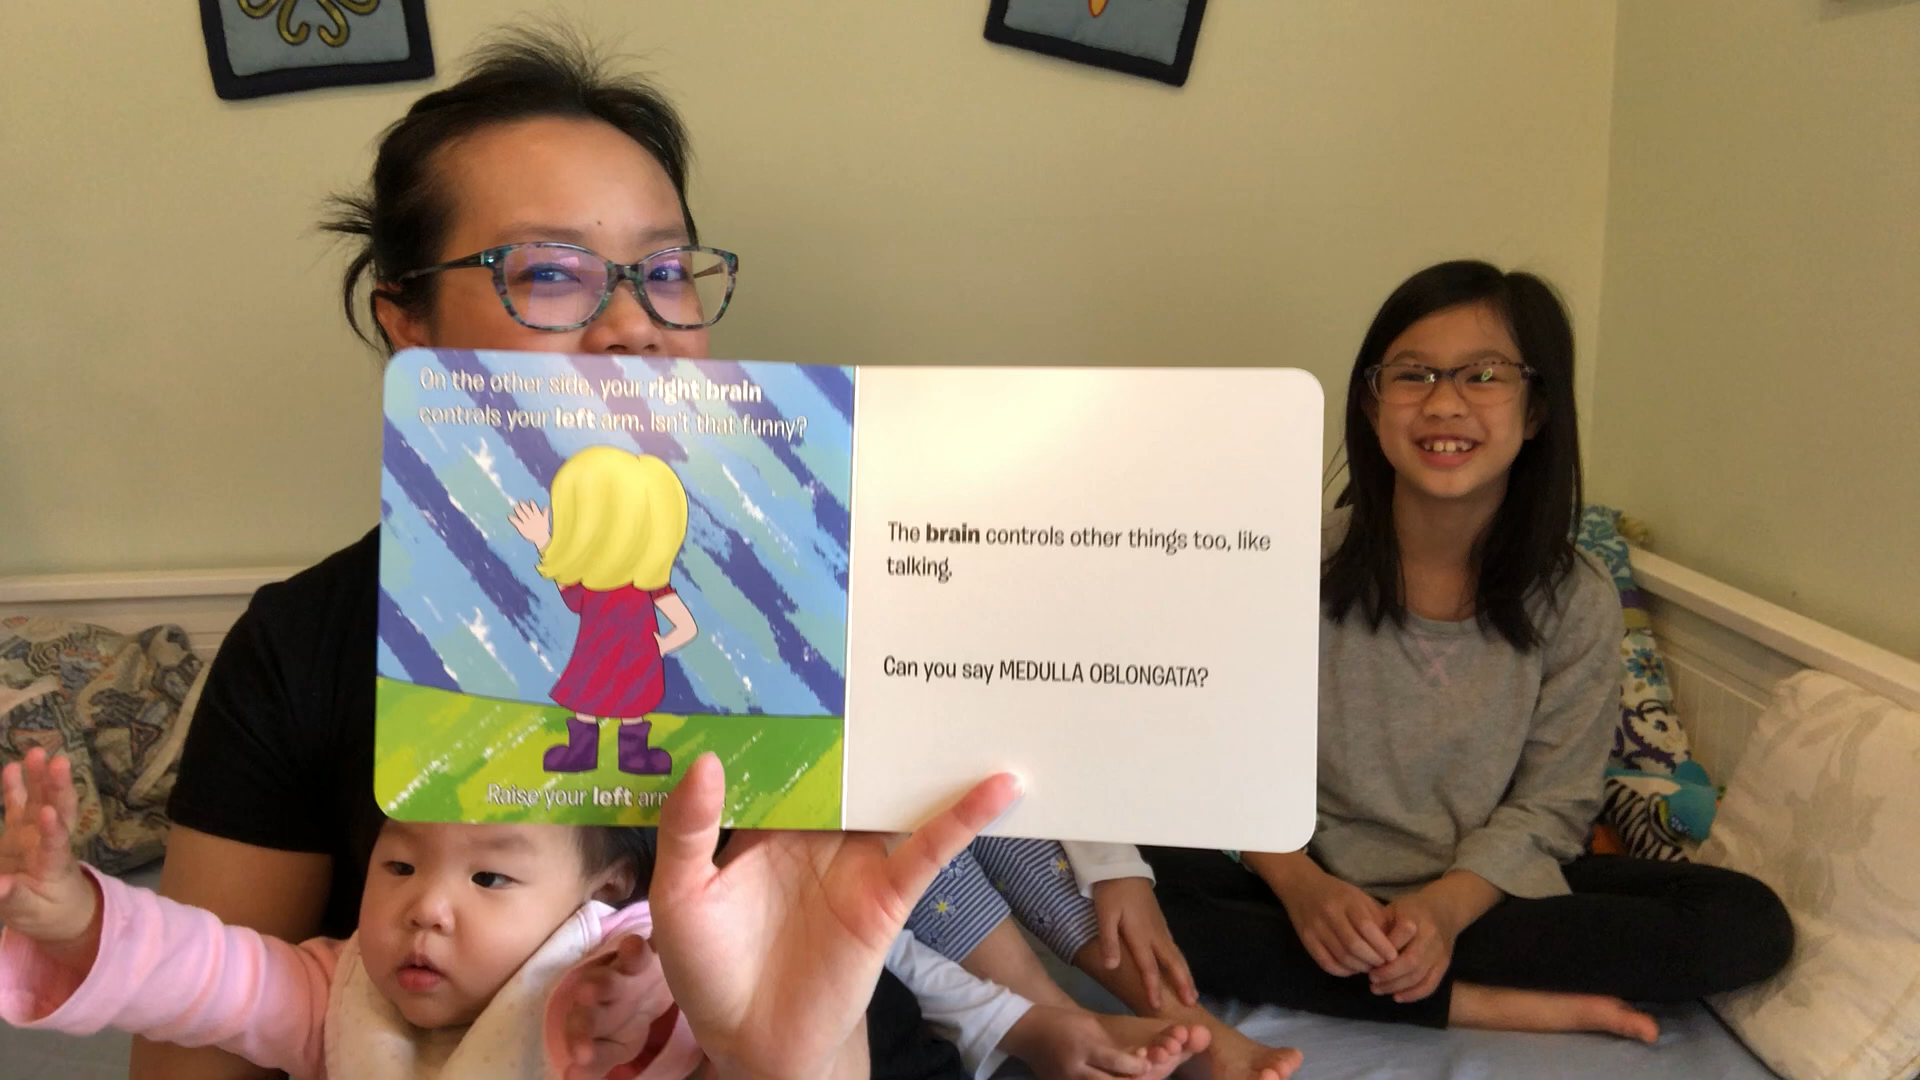 On the other side, your right brain
controls your left arm. Isn't that funny?
Raise your left
The brain controls other things too, like
talking.
Can you say MEDULLA OBLONGATA?